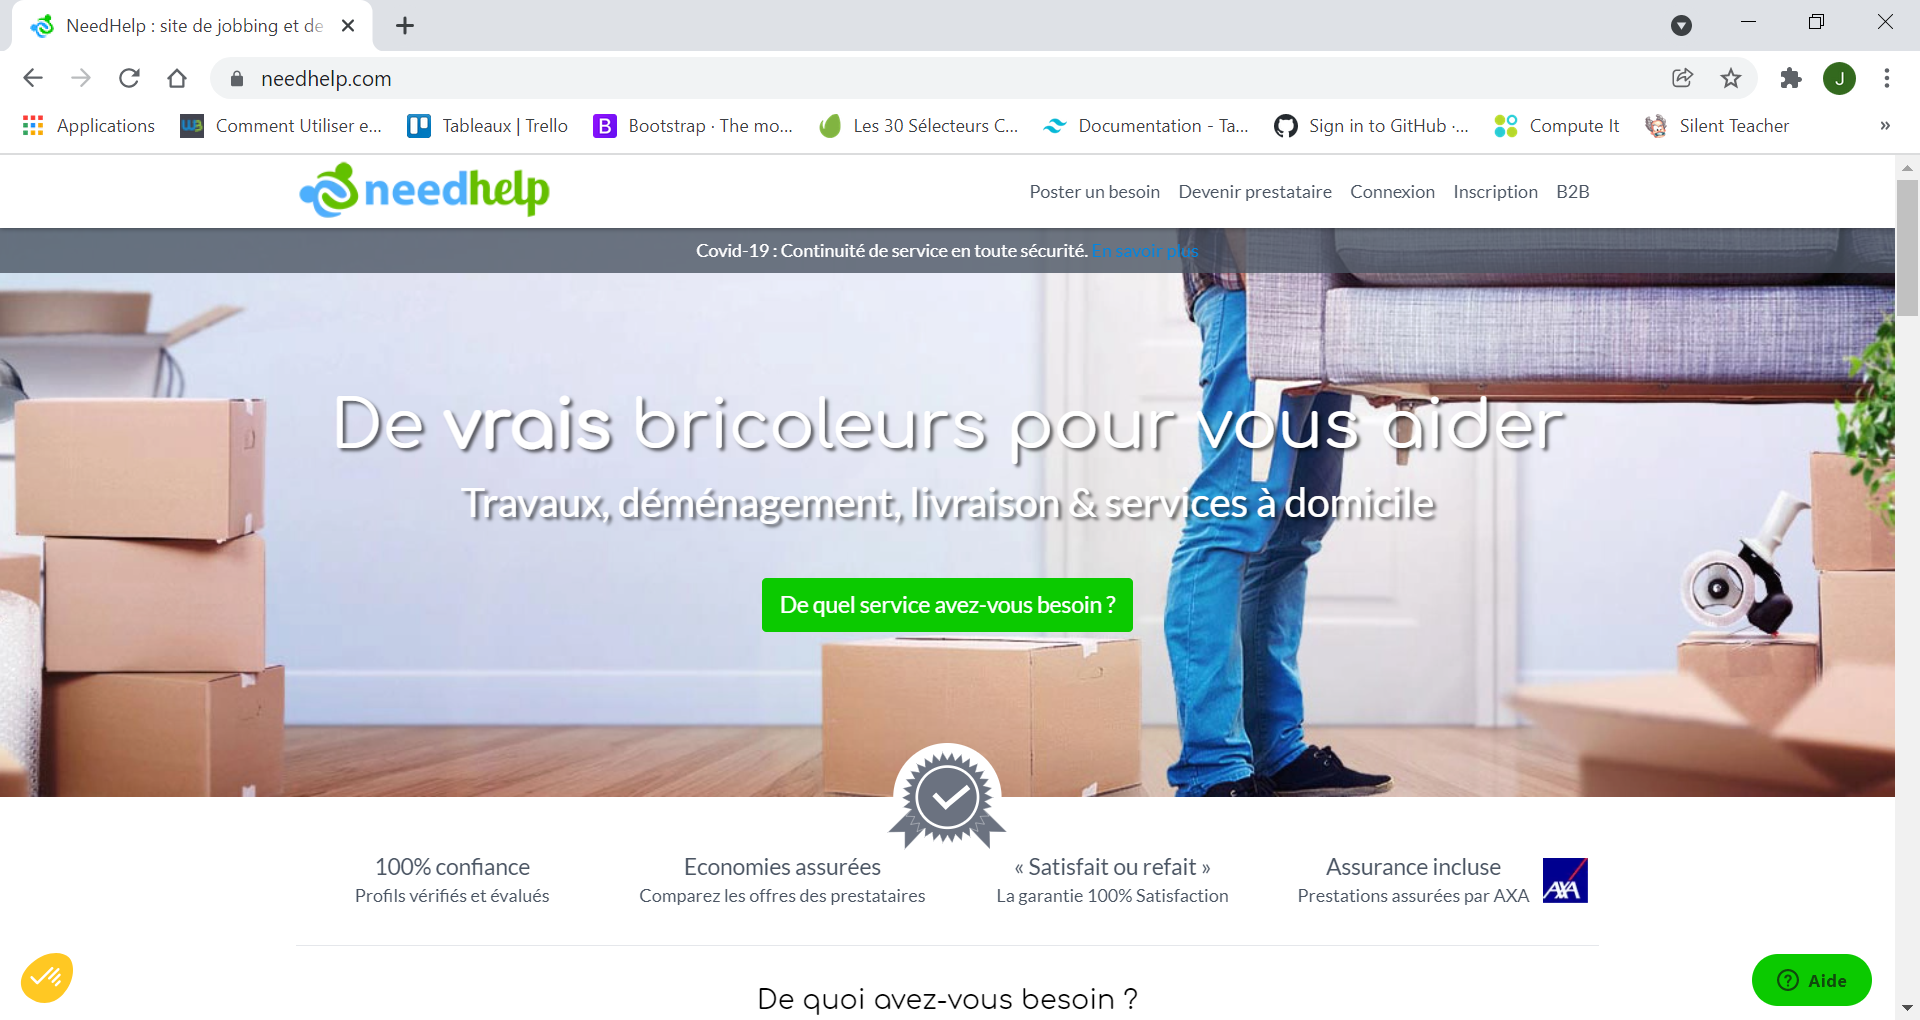 NeedHelp : site de jobbing et de
needhelp.com
J
Applications
Comment Utiliser e...
Tableaux | Trello
B
Bootstrap · The mo...
Les 30 Sélecteurs C...
Documentation - Ta...
Sign in to GitHub ·...
Compute It
Silent Teacher
»
needhelp
Poster un besoin
Devenir prestataire
Connexion
Inscription
B2B
Covid-19 : Continuité de service en toute sécurité. En savoir plus
De vrais bricoleurs pour vous aider
Travaux, déménagement, livraison & services à domicile
De quel service avez-vous besoin ?
100% confiance
Profils vérifiés et évalués
Economies assurées
Comparez les offres des prestataires
« Satisfait ou refait »
La garantie 100% Satisfaction
Assurance incluse
Prestations assurées par AXA
AXA
De quoi avez-vous besoin ?
? Aide